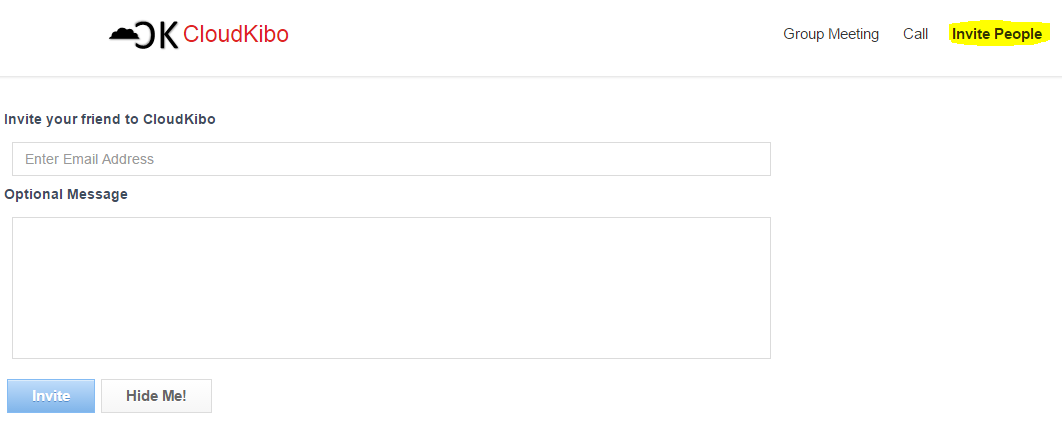 CK CloudKibo
Group Meeting Call Invite People
Invite your friend to CloudKibo
Enter Email Address
Optional Message
Invite Hide Me!